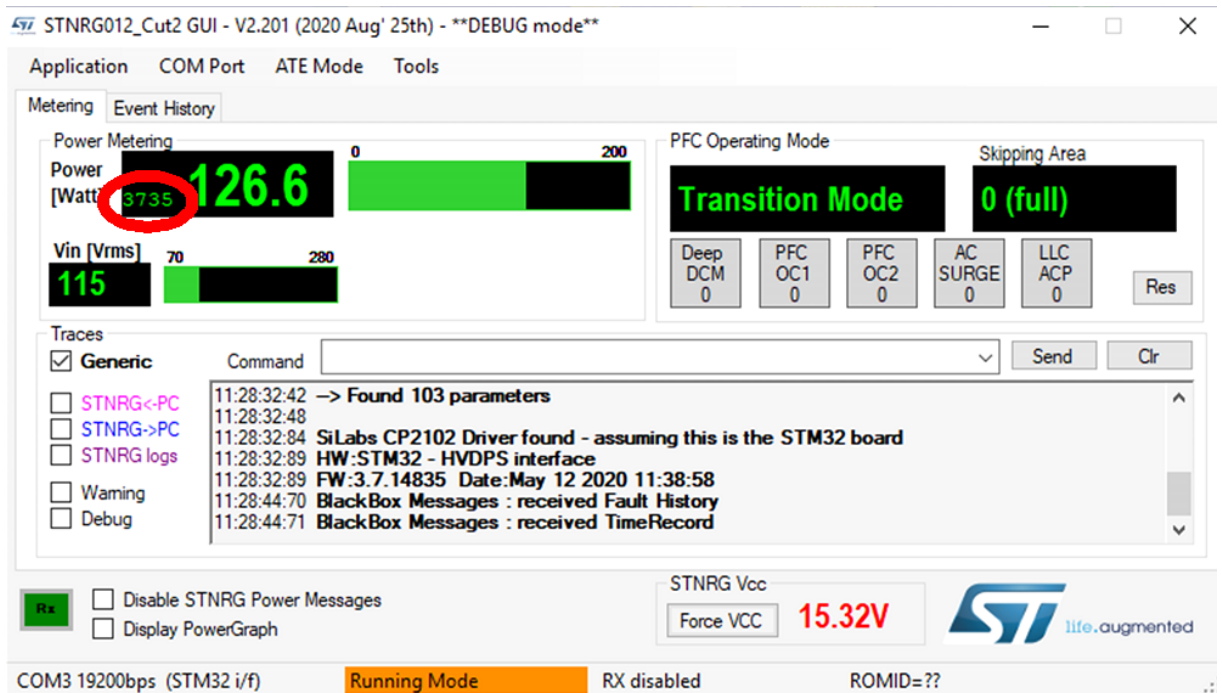 STNRG012_Cut2 GUI - V2.201 (2020 Aug' 25th) - **DEBUG mode**
Application COM Port ATE Mode Tools
Metering Event History
Power Metering
Power
[Watt]
3735
126.6
0 200
Vin [Vrms]
70 280
115
PFC Operating Mode
Transition Mode
Skipping Area
0 (full)
Deep
DCM
0
PFC
OC1
0
PFC
OC2
0
AC
SURGE
0
LLC
ACP
0
Res
Traces
Generic
Command
Send
Clr
STNRG<-PC
STNRG->PC
STNRG logs
Warning
Debug
11:28:32:42 --> Found 103 parameters
11:28:32:48
11:28:32:84 SiLabs CP2102 Driver found - assuming this is the STM32 board
11:28:32:89 HW:STM32 - HVDPS interface
11:28:32:89 FW:3.7.14835 Date:May 12 2020 11:38:58
11:28:44:70 BlackBox Messages : received Fault History
11:28:44:71 BlackBox Messages : received TimeRecord
Rx
Disable STNRG Power Messages
Display PowerGraph
STNRG Vcc
Force VCC
15.32V
ST
life.augmented
COM3 19200bps (STM32 i/f) Running Mode RX disabled ROMID=??